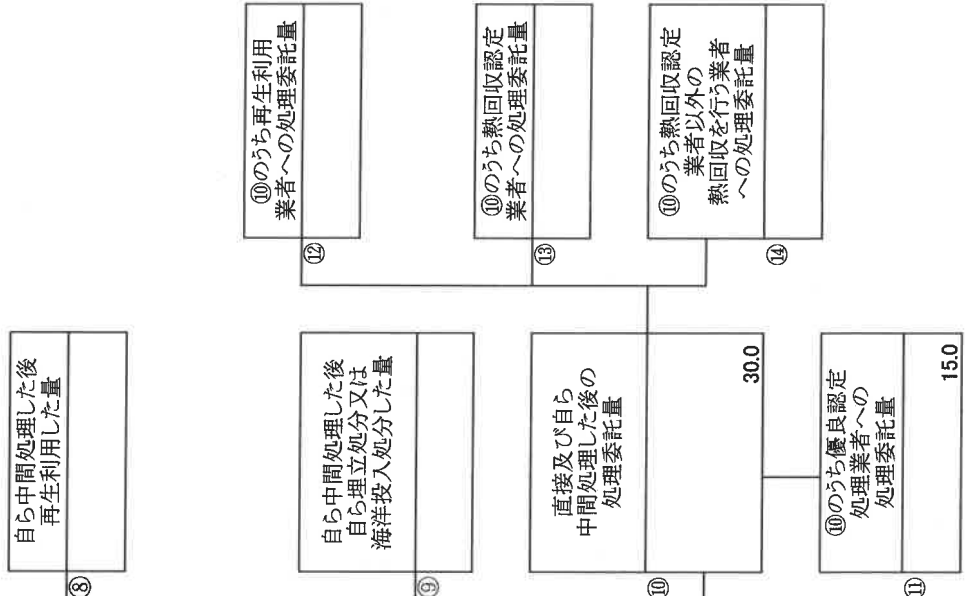 自ら中間処理した後
再生利用した量
⑧
自ら中間処理した後
自ら埋立処分又は
海洋投入処分した量
⑨
直接及び自ら
中間処理した後の
処理委託量
⑩
30.0
⑩のうち優良認定
処理業者への
処理委託量
⑪
15.0
⑩のうち再生利用
業者への処理委託量
⑫
⑩のうち熱回収認定
業者への処理委託量
⑬
⑩のうち熱回収認定
業者以外の
熱回収を行う業者
への処理委託量
⑭